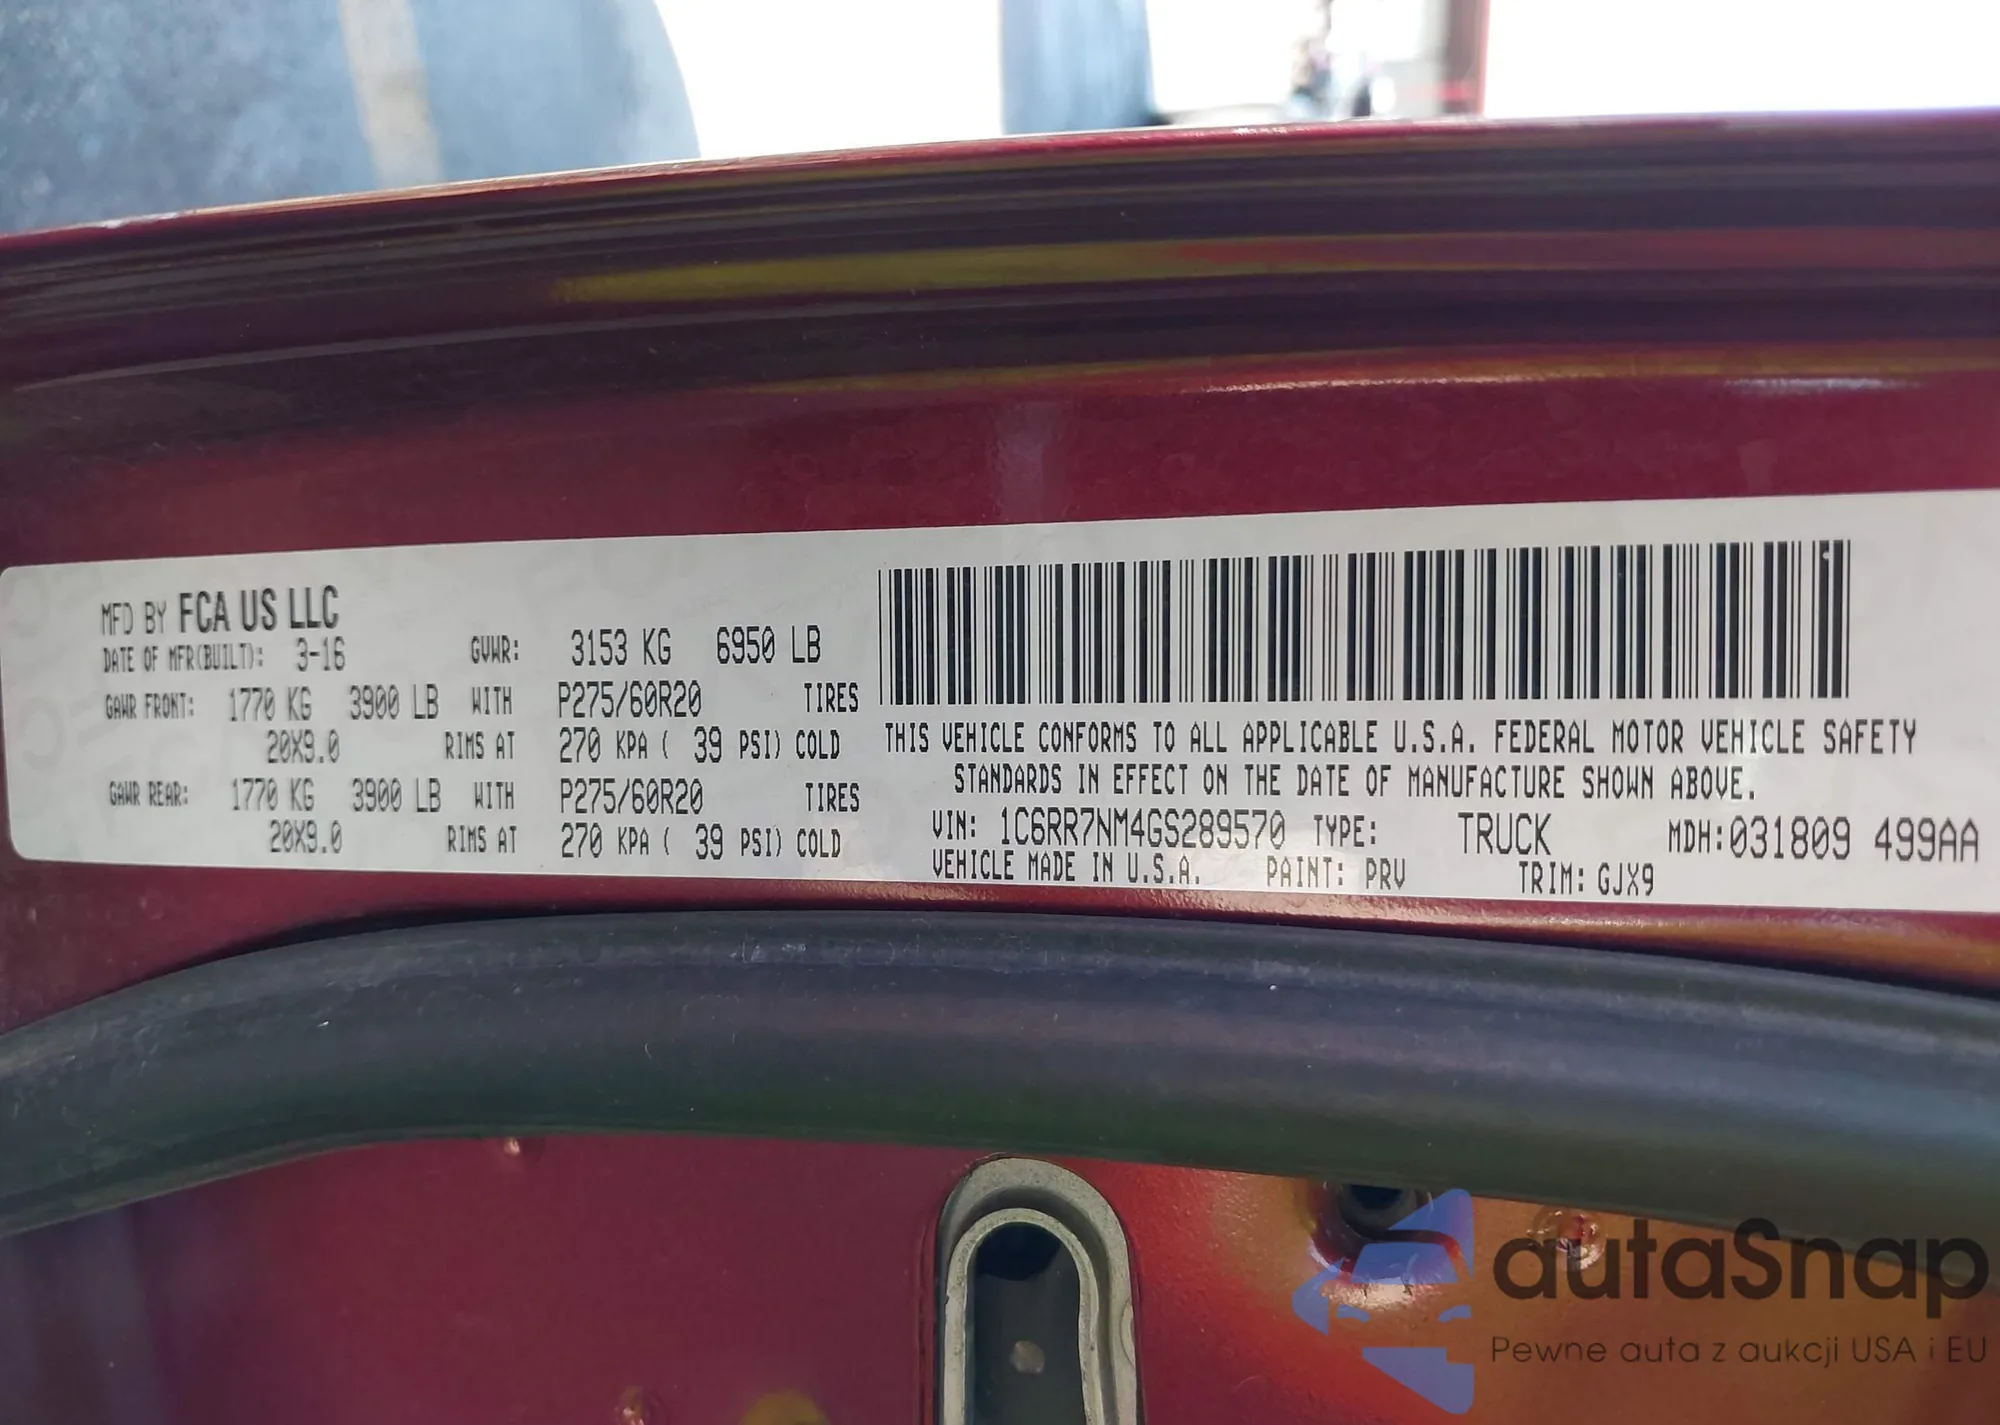 MFD BY FCA US LLC
DATE OF MFR(BUILT): 3-16 GVWR: 3153 KG 6950 LB
GAWR FRONT: 1770 KG 3900 LB WITH P275/60R20 TIRES
20X9.0 RIMS AT 270 KPA ( 39 PSI) COLD
GAWR REAR: 1770 KG 3900 LB WITH P275/60R20 TIRES
20X9.0 RIMS AT 270 KPA ( 39 PSI) COLD
THIS VEHICLE CONFORMS TO ALL APPLICABLE U.S.A. FEDERAL MOTOR VEHICLE SAFETY
STANDARDS IN EFFECT ON THE DATE OF MANUFACTURE SHOWN ABOVE.
VIN: 1C6RR7NM4GS289570 TYPE: TRUCK MDH:031809 499AA
VEHICLE MADE IN U.S.A. PAINT: PRV TRIM: GJX9
autaSnap
Pewne auta z aukcji USA i EU